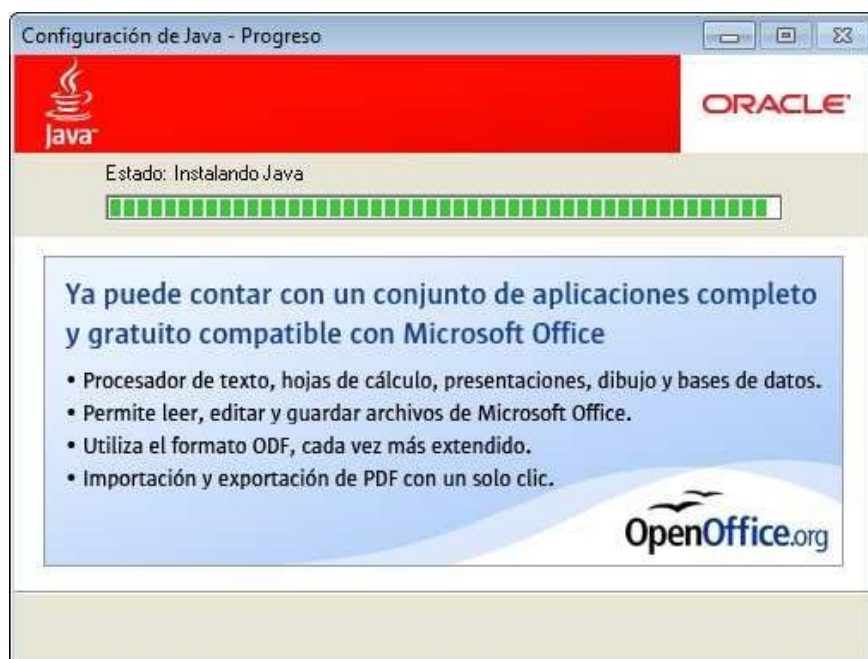 Configuración de Java - Progreso
Java
ORACLE
Estado: Instalando Java
Ya puede contar con un conjunto de aplicaciones completo
y gratuito compatible con Microsoft Office
• Procesador de texto, hojas de cálculo, presentaciones, dibujo y bases de datos.
• Permite leer, editar y guardar archivos de Microsoft Office.
• Utiliza el formato ODF, cada vez más extendido.
• Importación y exportación de PDF con un solo clic.
OpenOffice.org